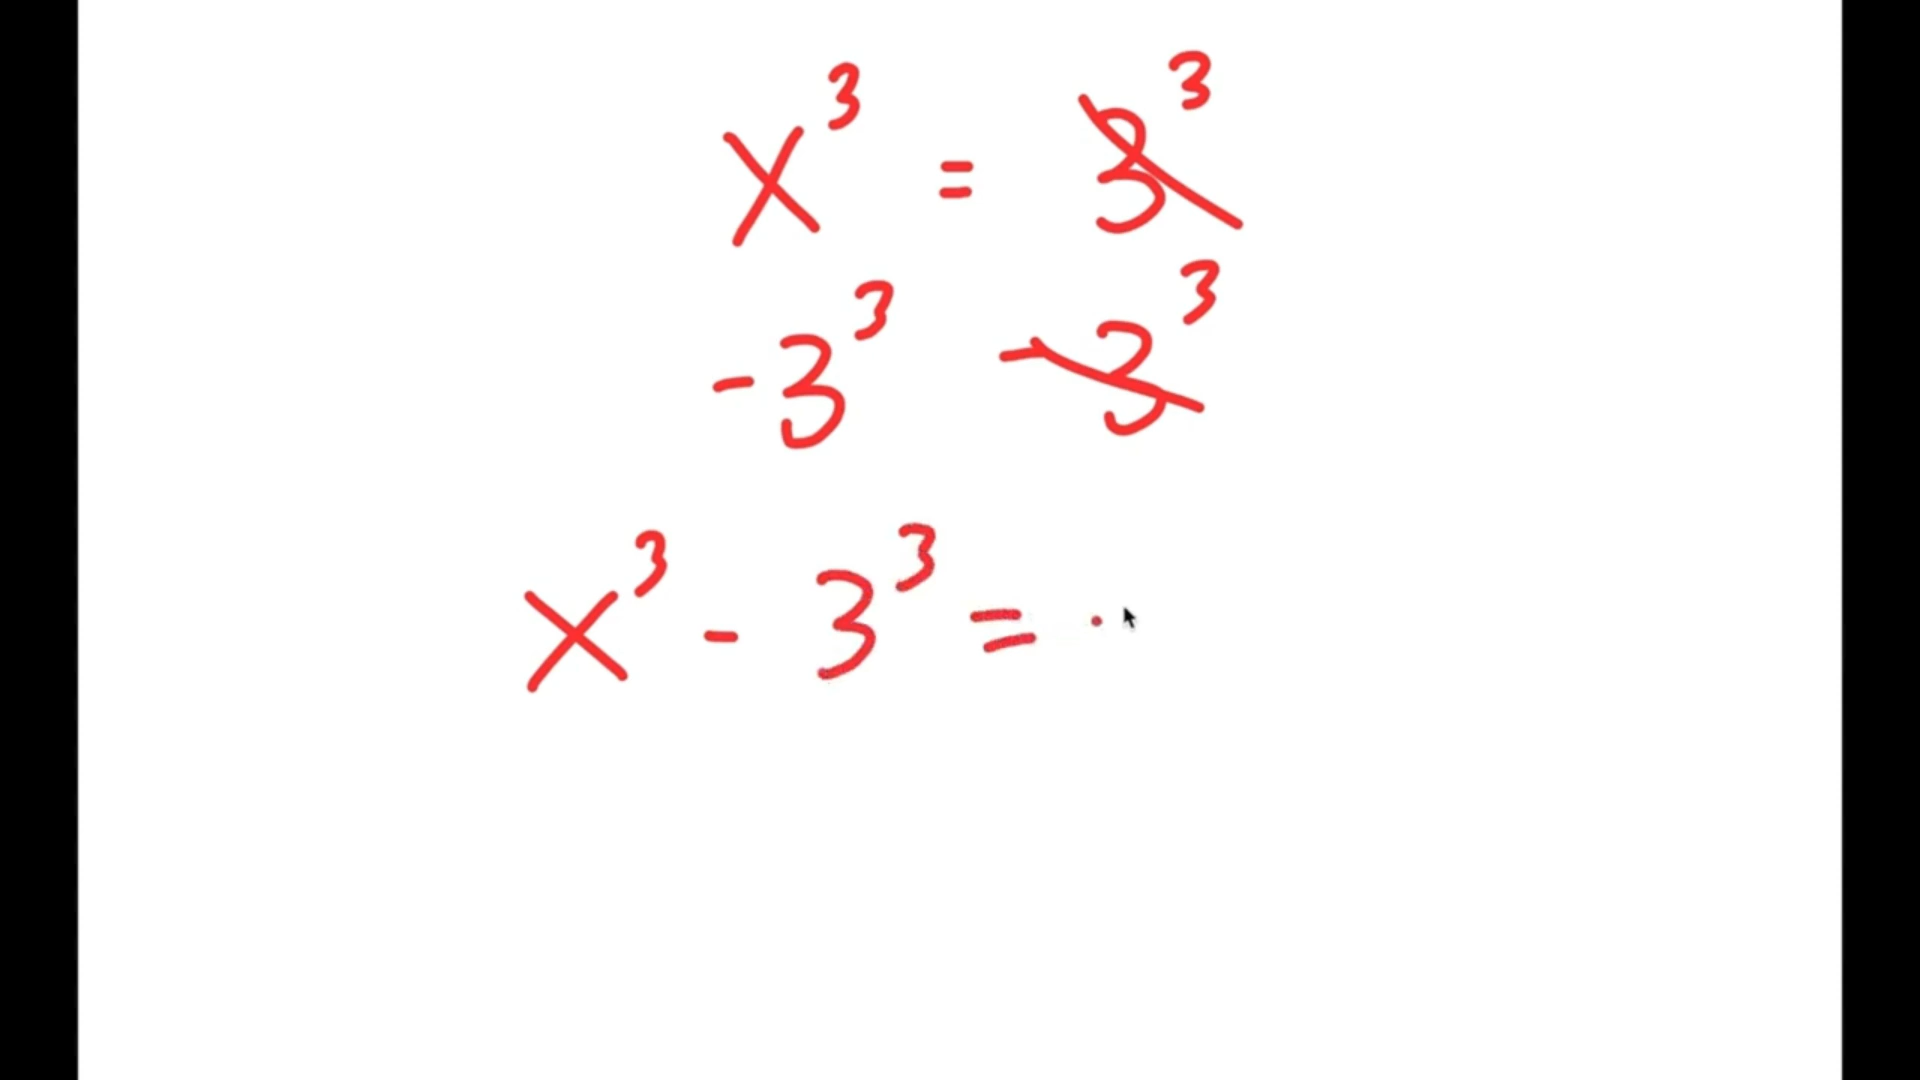 x³ = 3³
-3³ -3³
x³ - 3³ =